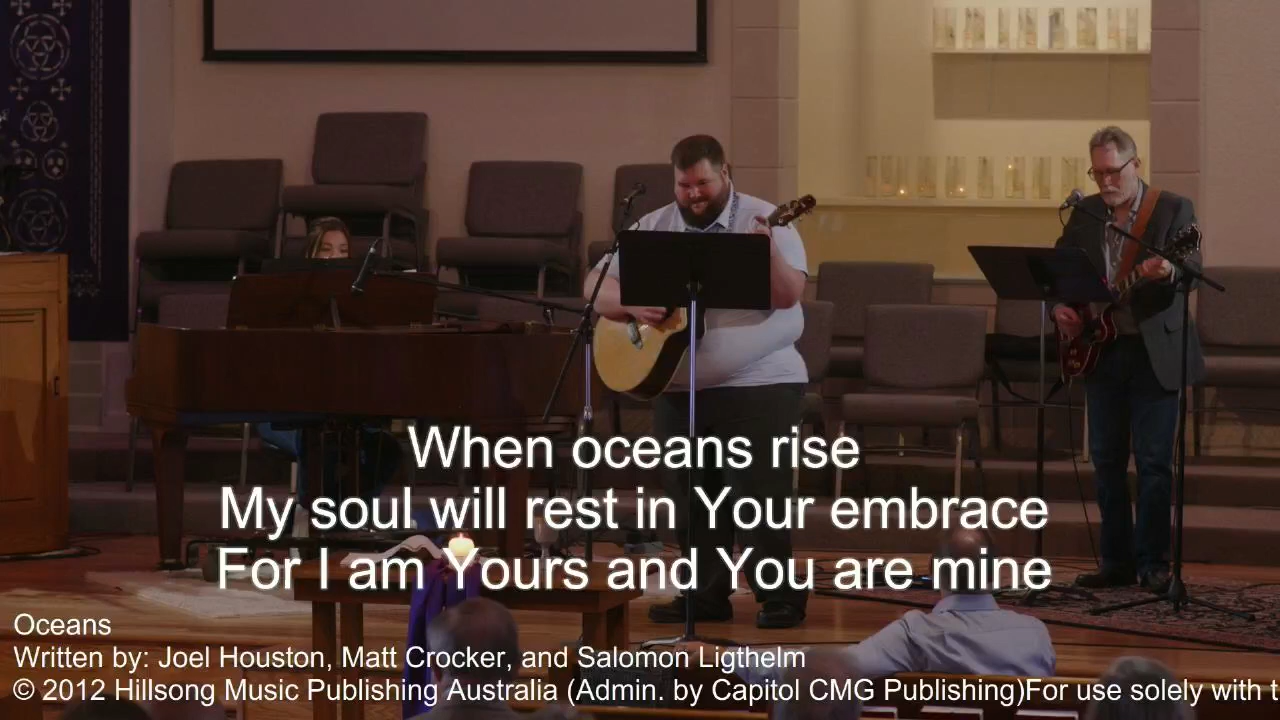 When oceans rise
My soul will rest in Your embrace
For I am Yours and You are mine
Oceans
Written by: Joel Houston, Matt Crocker, and Salomon Ligthelm
© 2012 Hillsong Music Publishing Australia (Admin. by Capitol CMG Publishing)For use solely with t